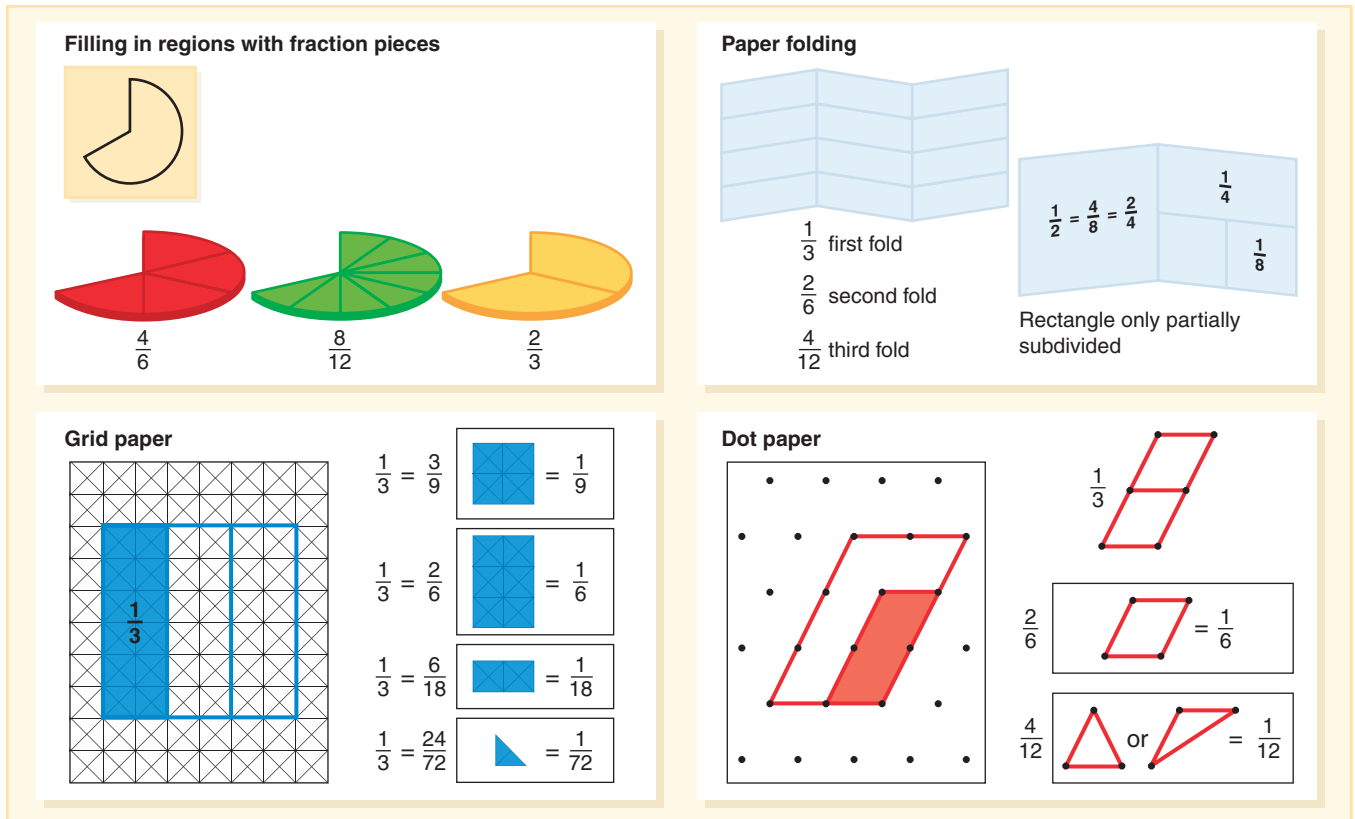 Filling in regions with fraction pieces
4/6
8/12
2/3
Paper folding
1/3 first fold
2/6 second fold
4/12 third fold
1/2 = 4/8 = 2/4
1/4
1/8
Rectangle only partially
subdivided
Grid paper
1/3
1/3 = 3/9
= 1/9
1/3 = 2/6
= 1/6
1/3 = 6/18
= 1/18
1/3 = 24/72
= 1/72
Dot paper
1/3
2/6
= 1/6
4/12
or
= 1/12